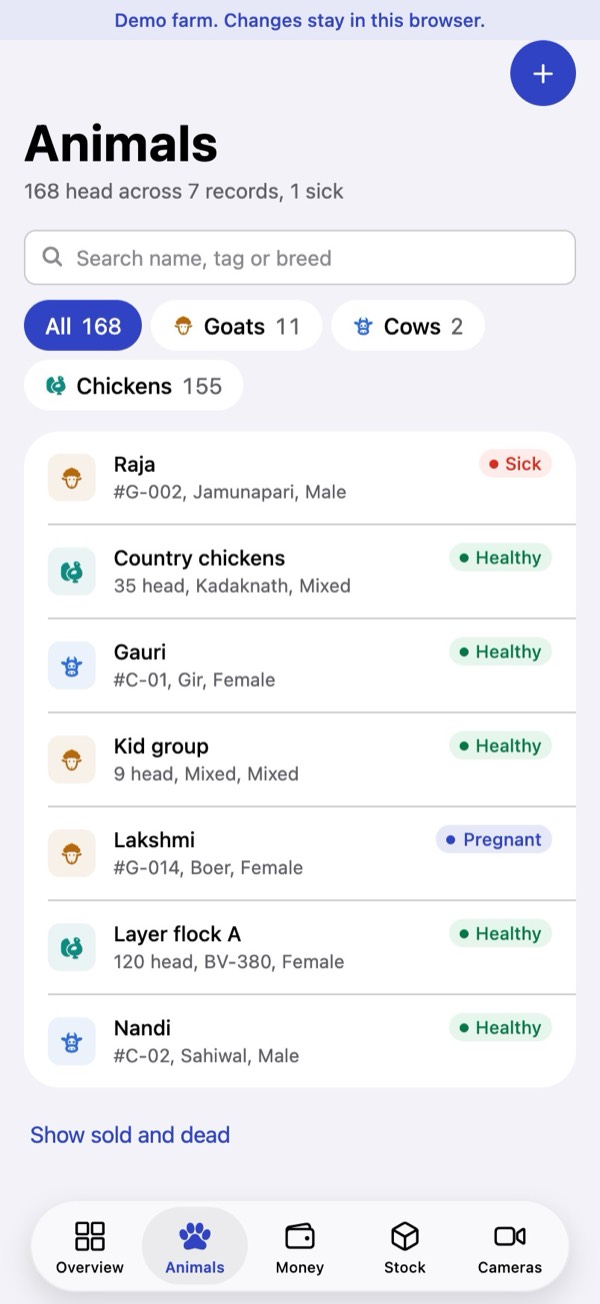 Demo farm. Changes stay in this browser.
Animals
168 head across 7 records, 1 sick
Search name, tag or breed
All 168
Goats 11
Cows 2
Chickens 155
Raja
Sick
#G-002, Jamunapari, Male
Country chickens
Healthy
35 head, Kadaknath, Mixed
Gauri
Healthy
#C-01, Gir, Female
Kid group
Healthy
9 head, Mixed, Mixed
Lakshmi
Pregnant
#G-014, Boer, Female
Layer flock A
Healthy
120 head, BV-380, Female
Nandi
Healthy
#C-02, Sahiwal, Male
Show sold and dead
Overview
Animals
Money
Stock
Cameras